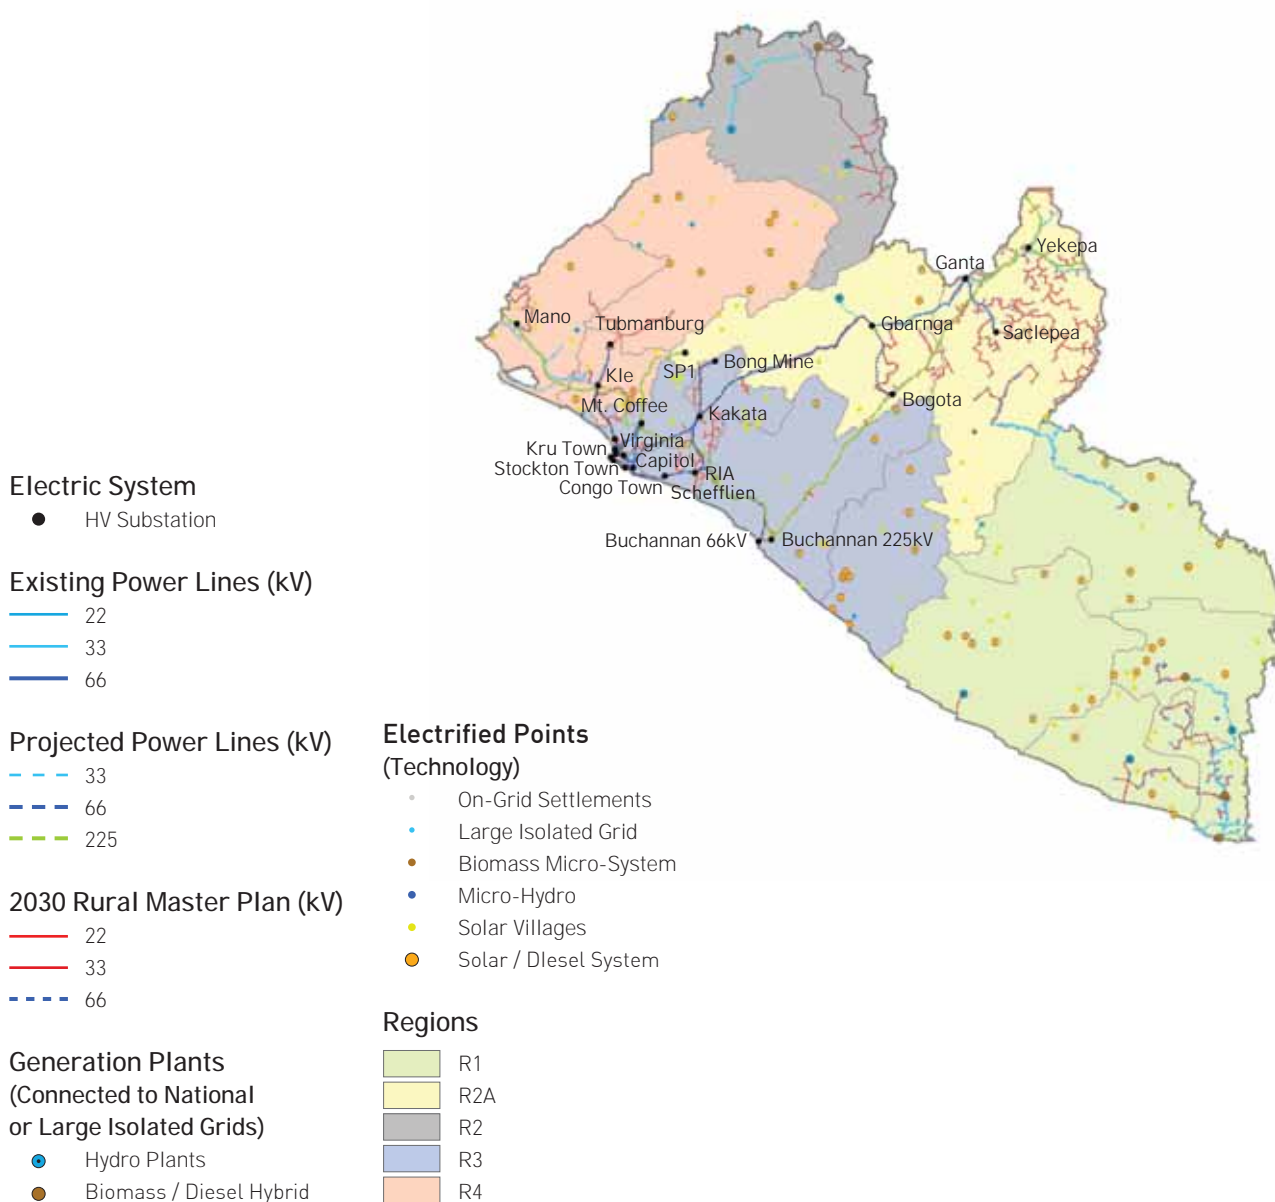 Yekepa
Ganta
Mano
Tubmanburg
Gbarnga
Saclepea
SP1
Bong Mine
Kle
Bogota
Mt. Coffee
Kakata
Virginia
Kru Town
Capitol
Stockton Town
RIA
Congo Town
Schefflien
Buchannan 66kV
Buchannan 225kV
Electric System
HV Substation
Existing Power Lines (kV)
22
33
66
Projected Power Lines (kV)
33
66
225
2030 Rural Master Plan (kV)
22
33
66
Generation Plants
(Connected to National
or Large Isolated Grids)
Hydro Plants
Biomass / Diesel Hybrid
Electrified Points
(Technology)
On-Grid Settlements
Large Isolated Grid
Biomass Micro-System
Micro-Hydro
Solar Villages
Solar / DIesel System
Regions
R1
R2A
R2
R3
R4